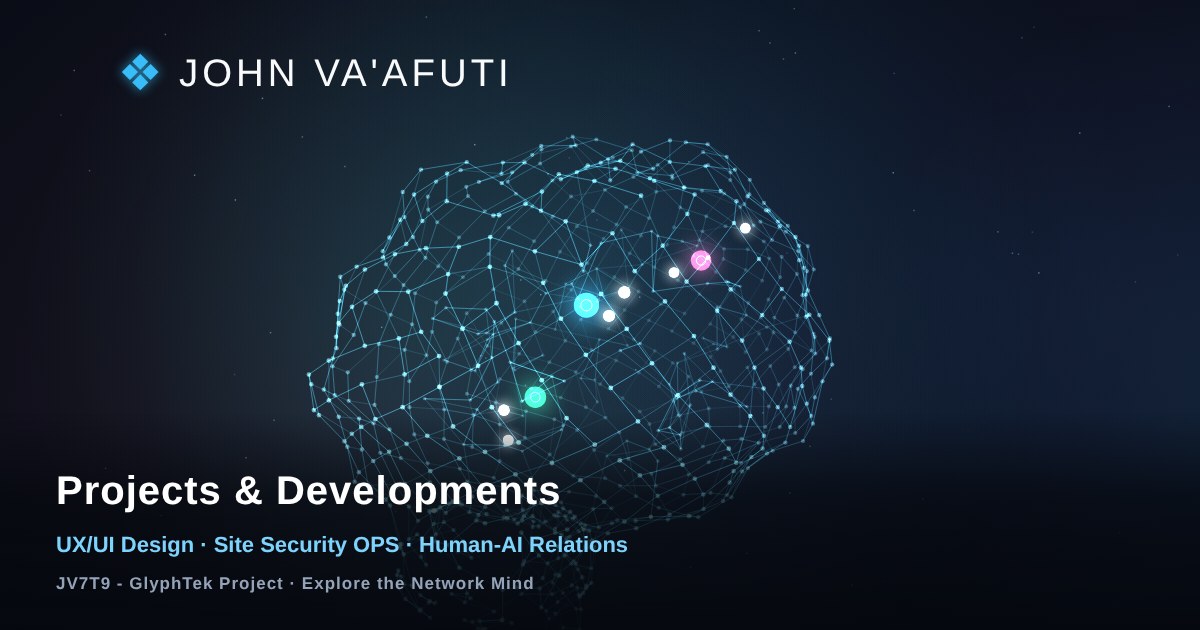 JOHN VA'AFUTI
Projects & Developments
UX/UI Design · Site Security OPS · Human-AI Relations
JV7T9 - GlyphTek Project · Explore the Network Mind